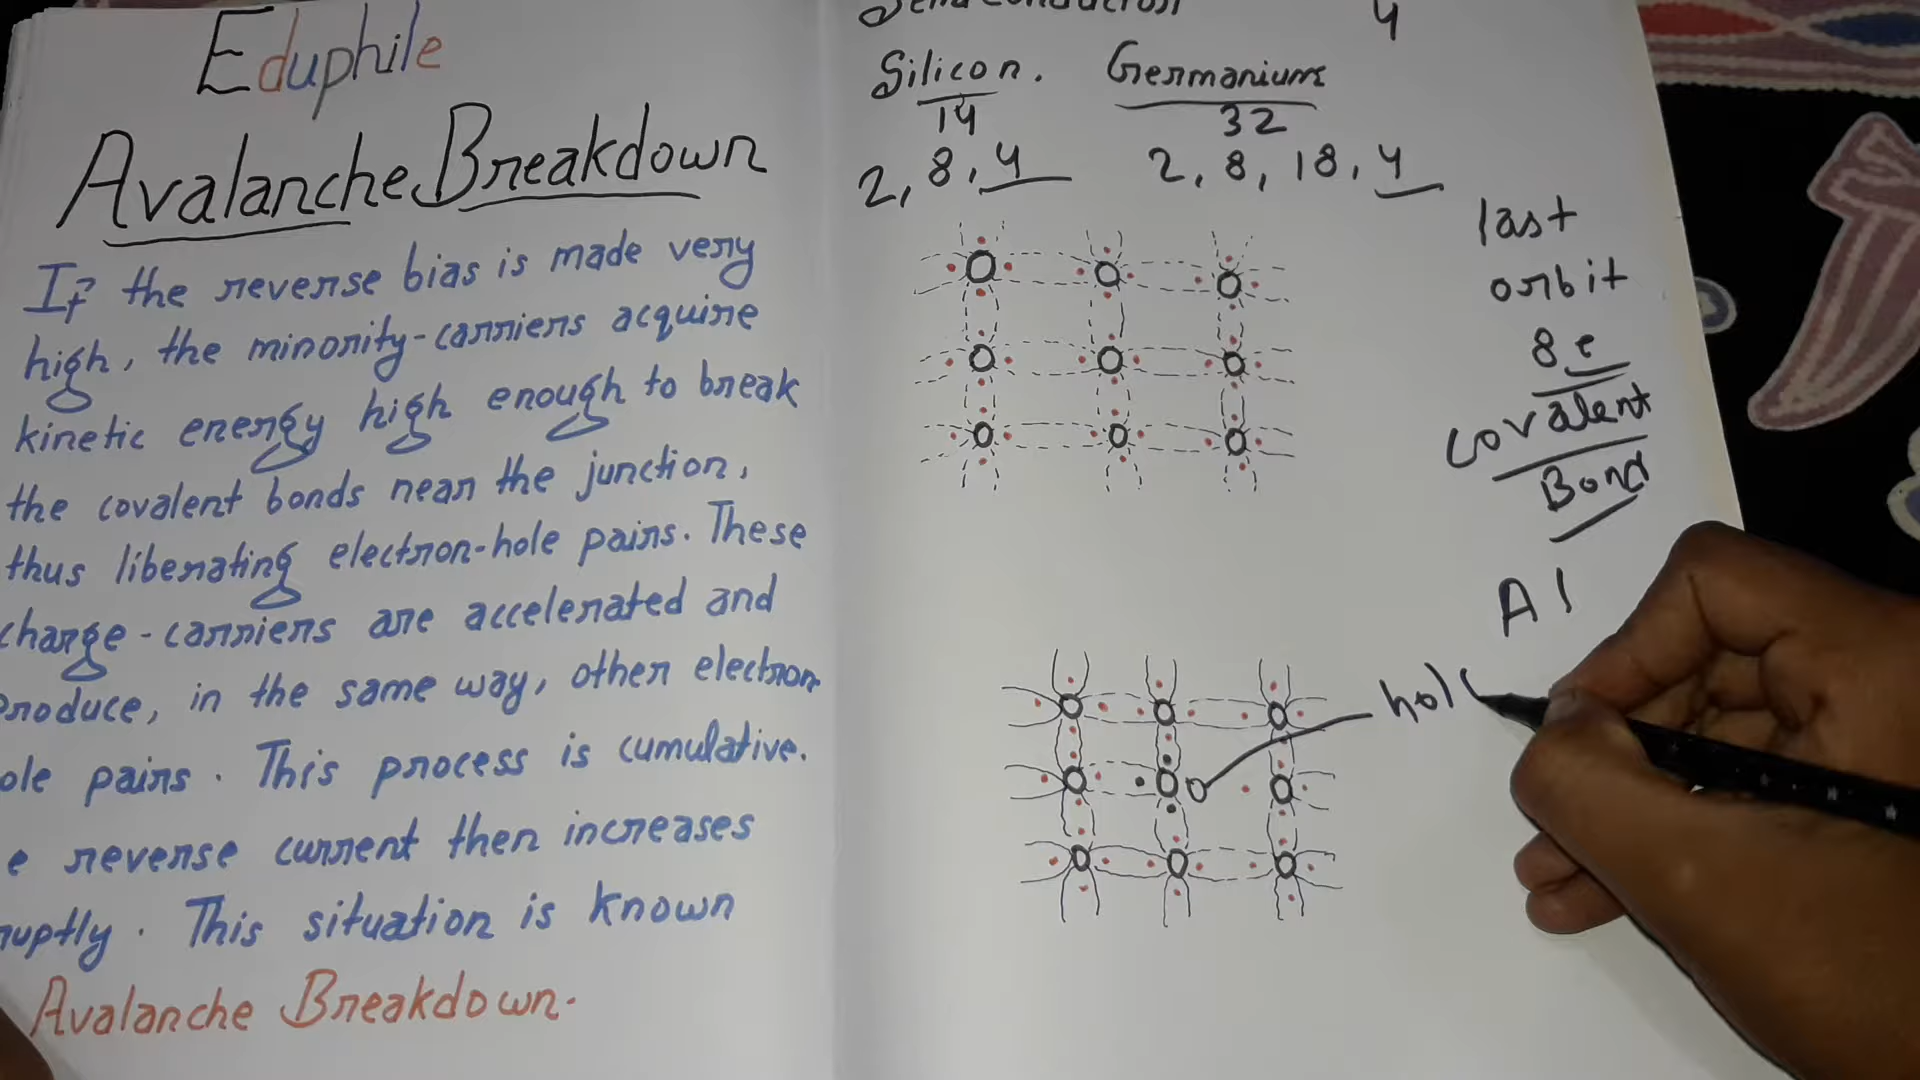 Eduphile
Avalanche Breakdown
If the reverse bias is made very
high, the minority-carriers acquire
kinetic energy high enough to break
the covalent bonds near the junction,
thus liberating electron-hole pairs. These
charge-carriers are accelerated and
produce, in the same way, other electron
ole pairs. This process is cumulative.
e reverse current then increases
ruptly. This situation is known
Avalanche Breakdown.
4
Silicon. Germanium
14 32
2, 8, 4 2, 8, 18, 4
last
orbit
8 e
covalent
Bond
Al
hol